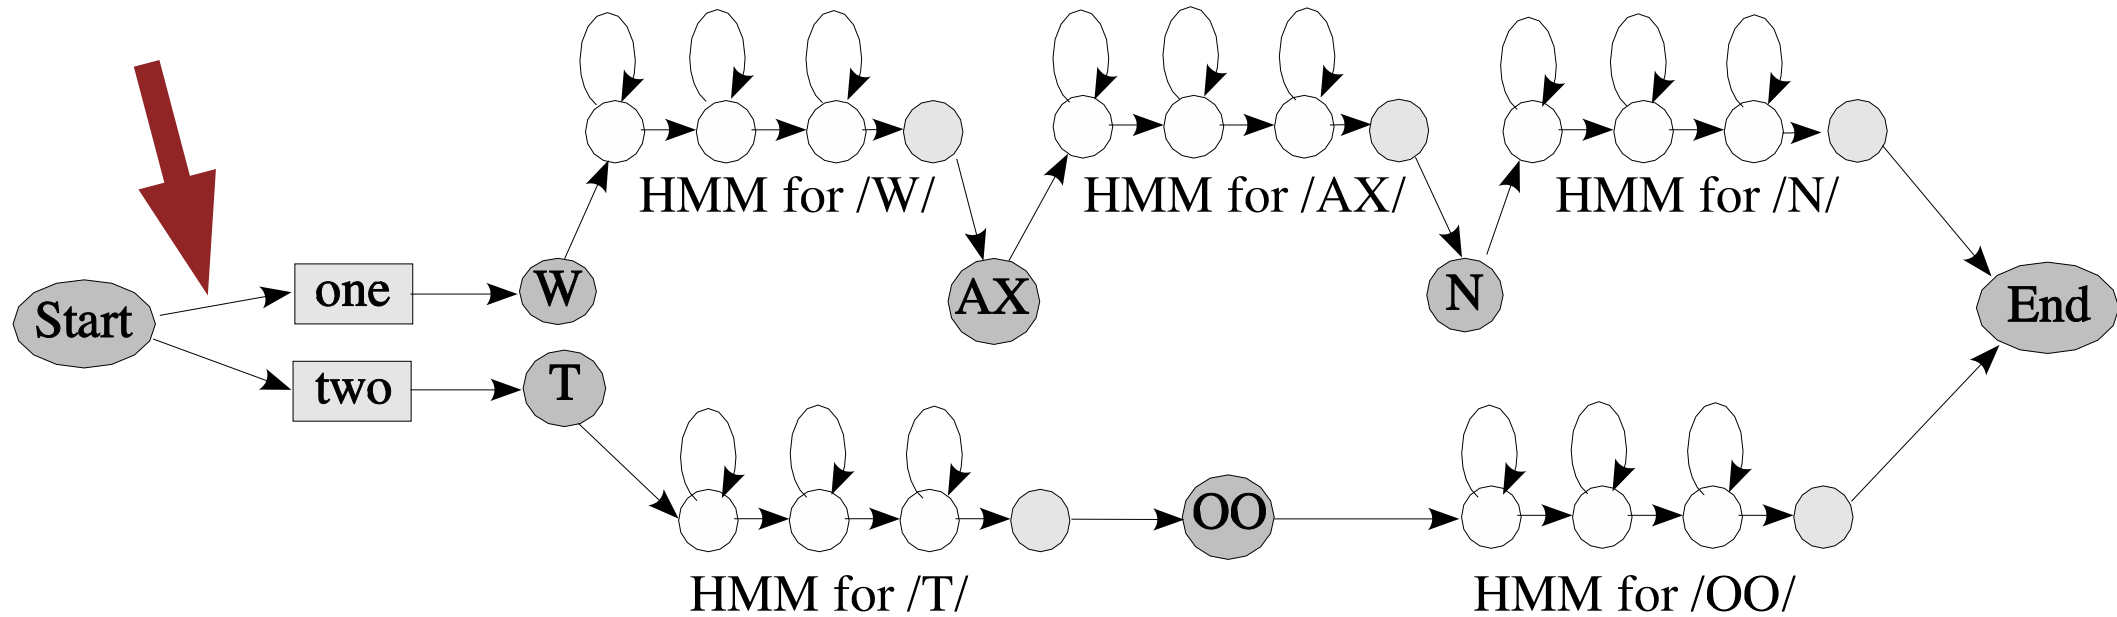 HMM for /W/
HMM for /AX/
HMM for /N/
Start
one
W
AX
N
End
two
T
OO
HMM for /T/
HMM for /OO/